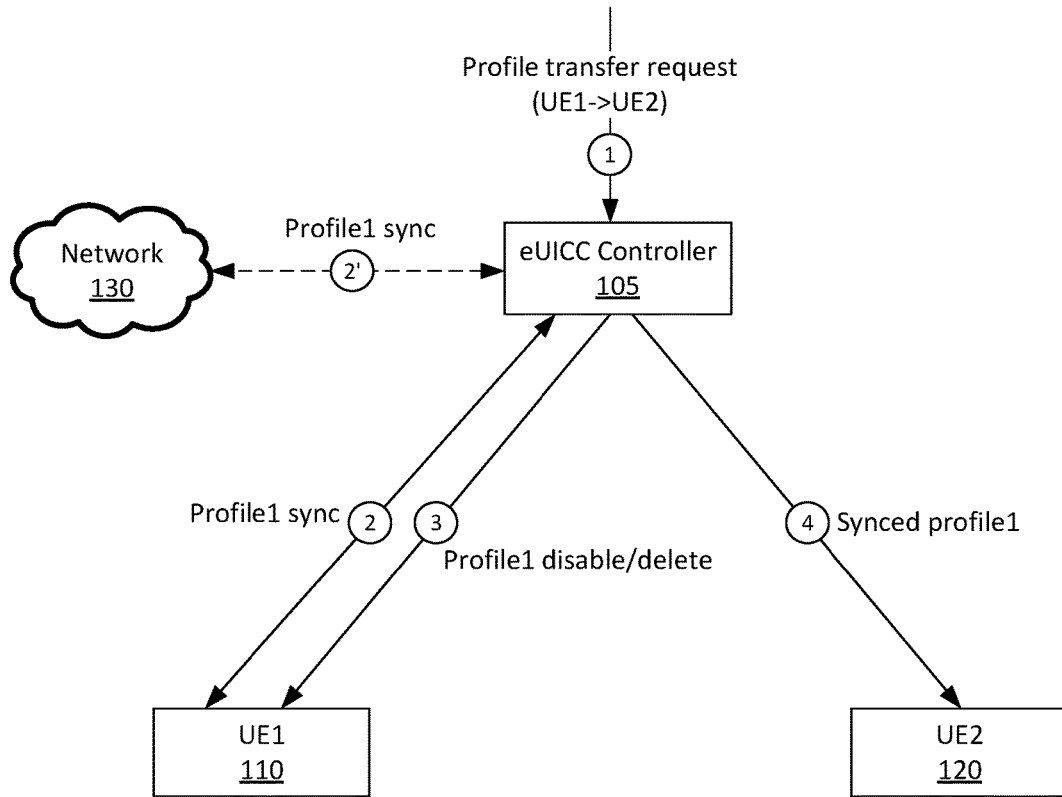 Profile transfer request
(UE1->UE2)
1
Profile1 sync
2'
Network
130
eUICC Controller
105
Profile1 sync
2
3
Profile1 disable/delete
4
Synced profile1
UE1
110
UE2
120